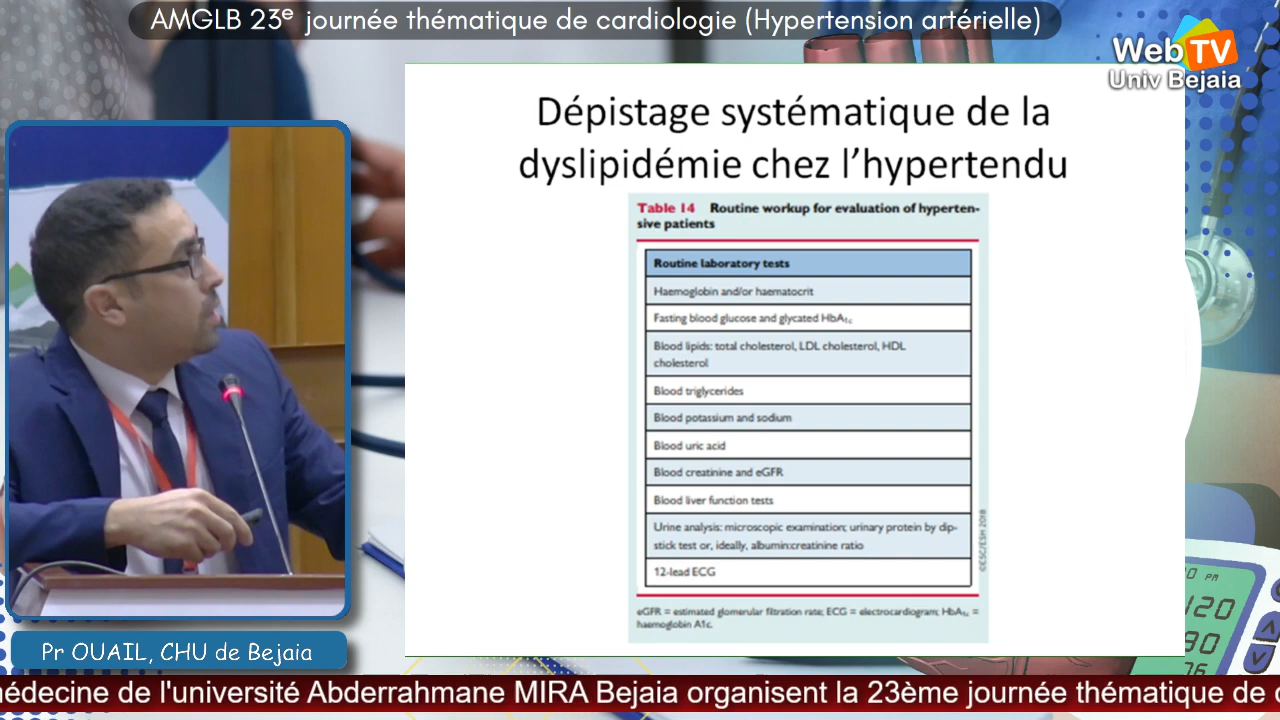 AMGLB 23e journée thématique de cardiologie (Hypertension artérielle)
WebTV
Univ Bejaia
Dépistage systématique de la
dyslipidémie chez l’hypertendu
Table 14 Routine workup for evaluation of hyperten-
sive patients
Routine laboratory tests
Haemoglobin and/or haematocrit
Fasting blood glucose and glycated HbA1c
Blood lipids: total cholesterol, LDL cholesterol, HDL
cholesterol
Blood triglycerides
Blood potassium and sodium
Blood uric acid
Blood creatinine and eGFR
Blood liver function tests
Urine analysis: microscopic examination; urinary protein by dip-
stick test or, ideally, albumin:creatinine ratio
12-lead ECG
©ESC/ESH 2018
eGFR = estimated glomerular filtration rate; ECG = electrocardiogram; HbA1c =
haemoglobin A1c.
PM
120
80
76
Pr OUAIL, CHU de Bejaia
médecine de l'université Abderrahmane MIRA Bejaia organisent la 23ème journée thématique de